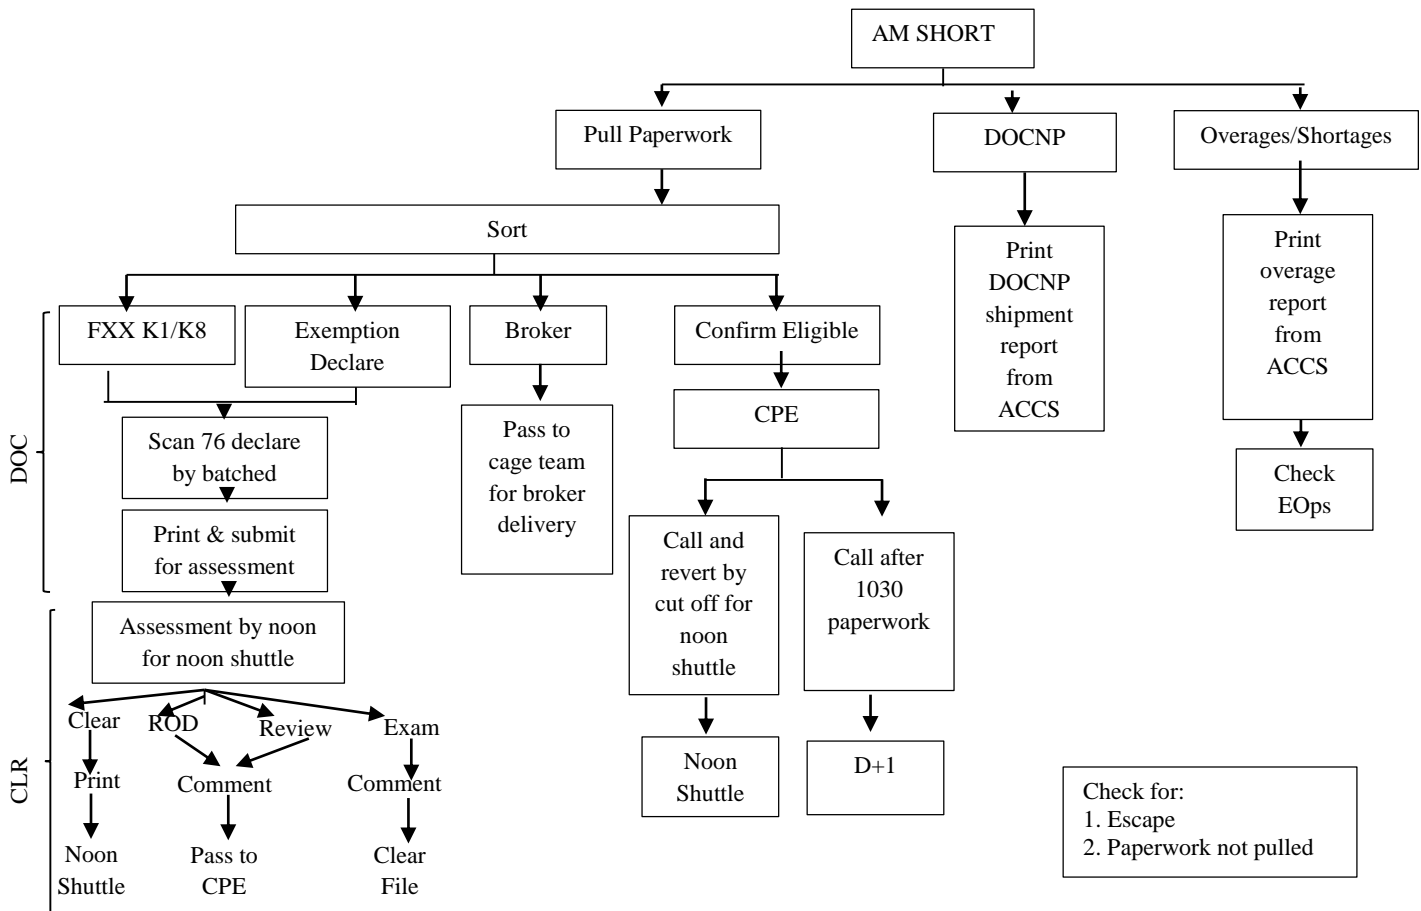 AM SHORT
Pull Paperwork
DOCNP
Overages/Shortages
Sort
Print
DOCNP
shipment
report
from
ACCS
Print
overage
report
from
ACCS
FXX K1/K8
Exemption
Declare
Broker
Confirm Eligible
CPE
Pass to
cage team
for broker
delivery
Check
EOps
DOC
Scan 76 declare
by batched
Print & submit
for assessment
Call and
revert by
cut off for
noon
shuttle
Call after
1030
paperwork
Assessment by noon
for noon shuttle
CLR
Clear
ROD
Review
Exam
Print
Comment
Comment
Noon
Shuttle
Pass to
CPE
Clear
File
Noon
Shuttle
D+1
Check for:
1. Escape
2. Paperwork not pulled